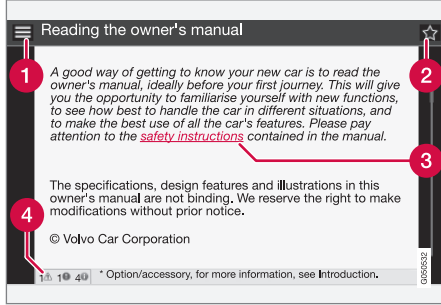 Reading the owner's manual
1
2
A good way of getting to know your new car is to read the
owner's manual, ideally before your first journey. This will give
you the opportunity to familiarise yourself with new functions,
to see how best to handle the car in different situations, and
to make the best use of all the car's features. Please pay
attention to the safety instructions contained in the manual.
3
The specifications, design features and illustrations in this
owner's manual are not binding. We reserve the right to make
modifications without prior notice.
4
© Volvo Car Corporation
1 1 4 * Option/accessory, for more information, see Introduction.
G050532